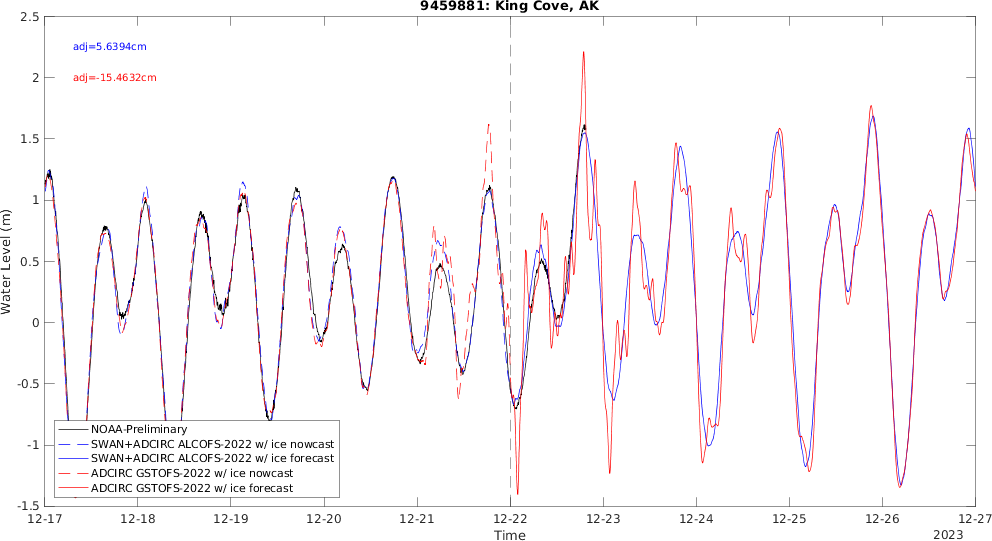 9459881: King Cove, AK
adj=5.6394cm
adj=-15.4632cm
Water Level (m)
2.5
2
1.5
1
0.5
0
-0.5
-1
-1.5
NOAA-Preliminary
SWAN+ADCIRC ALCOFS-2022 w/ ice nowcast
SWAN+ADCIRC ALCOFS-2022 w/ ice forecast
ADCIRC GSTOFS-2022 w/ ice nowcast
ADCIRC GSTOFS-2022 w/ ice forecast
12-17 12-18 12-19 12-20 12-21 12-22 12-23 12-24 12-25 12-26 12-27
Time
2023